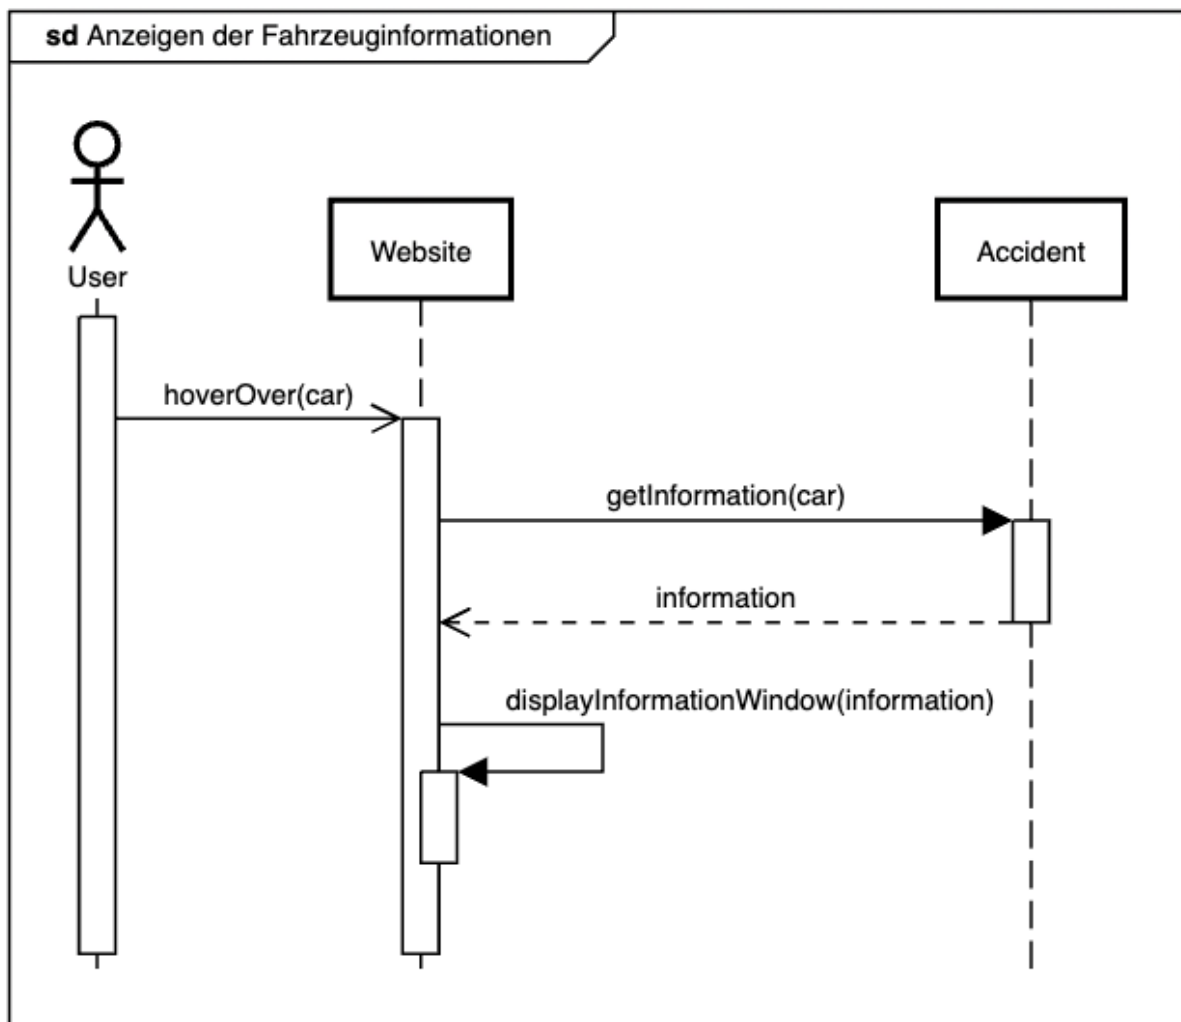 sd Anzeigen der Fahrzeuginformationen
User
Website
Accident
hoverOver(car)
getInformation(car)
information
displayInformationWindow(information)